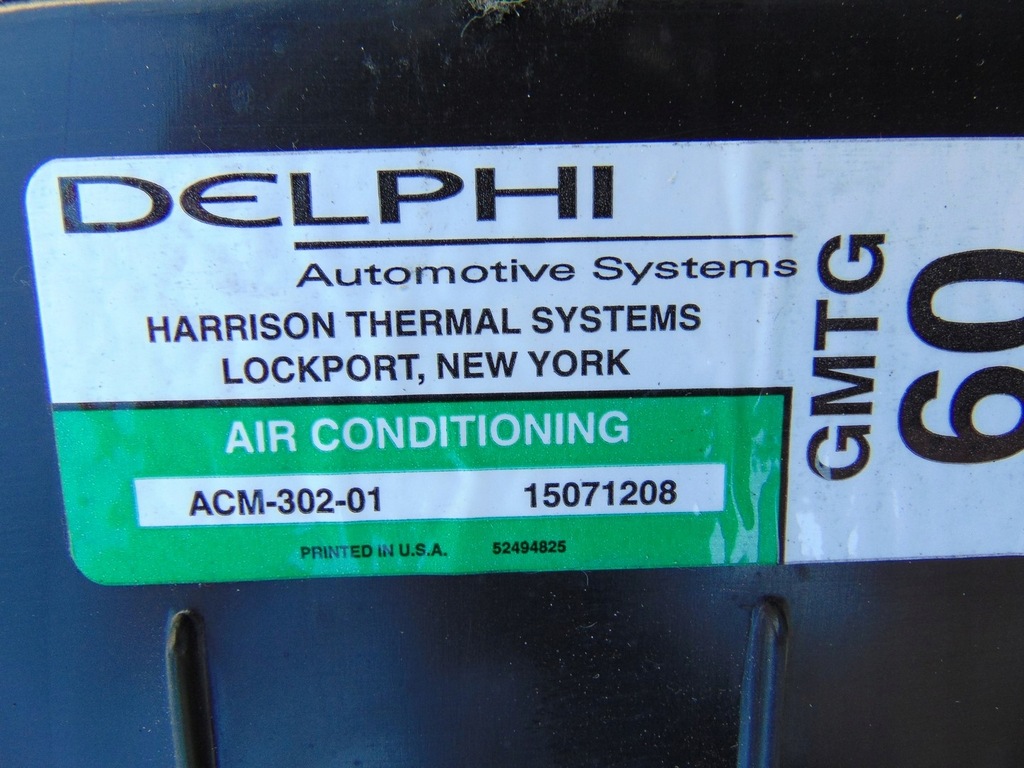 DELPHI
Automotive Systems
HARRISON THERMAL SYSTEMS
LOCKPORT, NEW YORK
AIR CONDITIONING
ACM-302-01 15071208
PRINTED IN U.S.A. 52494825
GMTG
60